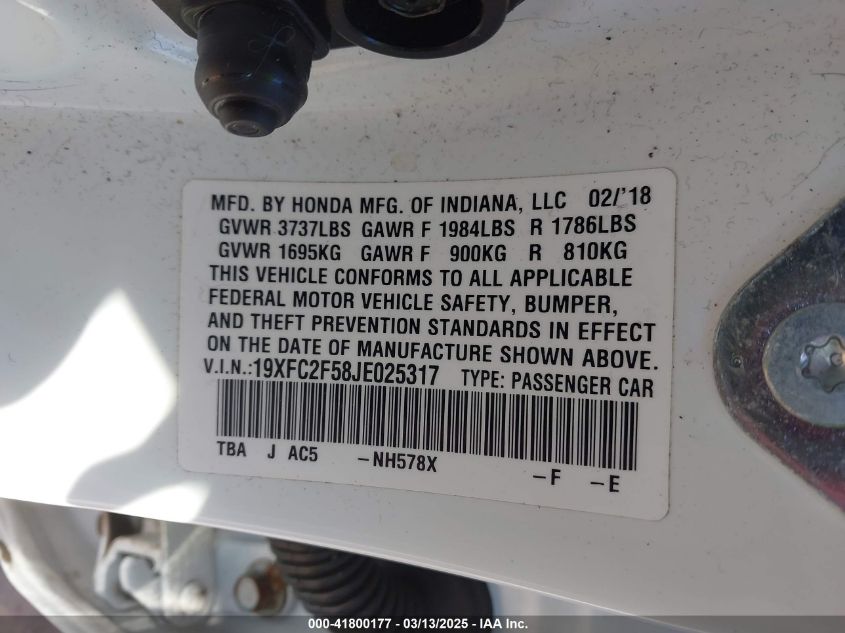 MFD. BY HONDA MFG. OF INDIANA, LLC 02/'18
GVWR 3737LBS GAWR F 1984LBS R 1786LBS
GVWR 1695KG GAWR F 900KG R 810KG
THIS VEHICLE CONFORMS TO ALL APPLICABLE
FEDERAL MOTOR VEHICLE SAFETY, BUMPER,
AND THEFT PREVENTION STANDARDS IN EFFECT
ON THE DATE OF MANUFACTURE SHOWN ABOVE.
V.I.N.:19XFC2F58JE025317 TYPE: PASSENGER CAR
TBA J AC5 -NH578X -F -E
000-41800177 - 03/13/2025 - IAA Inc.